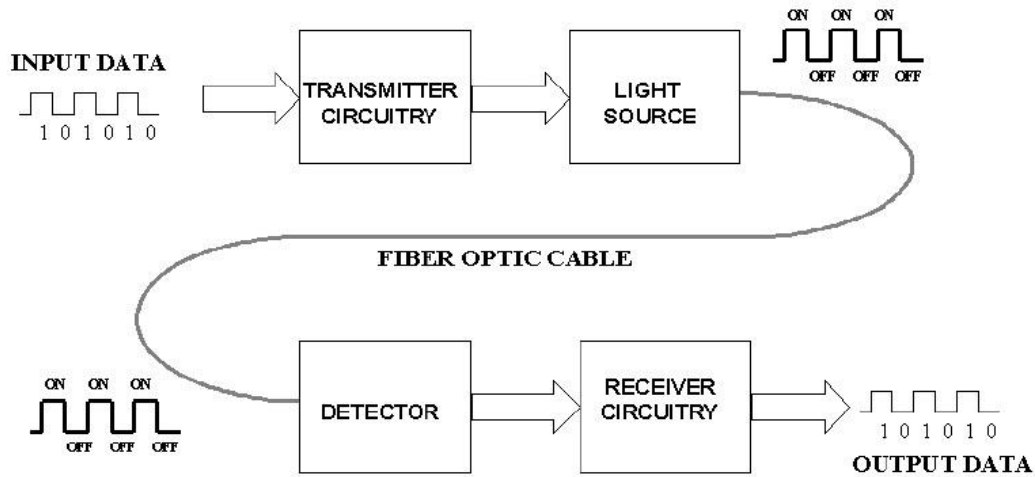 ON ON ON
OFF OFF OFF
INPUT DATA
1 0 1 0 1 0
TRANSMITTER
CIRCUITRY
LIGHT
SOURCE
FIBER OPTIC CABLE
ON ON ON
OFF OFF OFF
DETECTOR
RECEIVER
CIRCUITRY
1 0 1 0 1 0
OUTPUT DATA